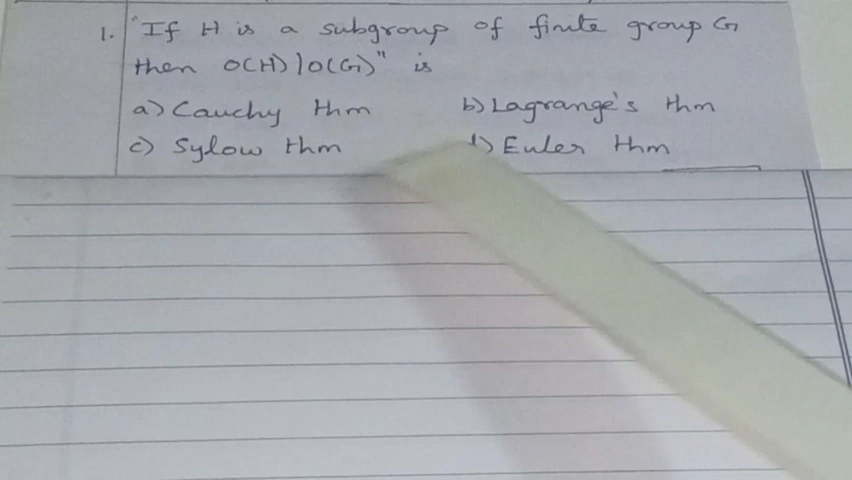 1. "If H is a subgroup of finite group G
then O(H) | O(G)" is
a) Cauchy thm b) Lagrange's thm
c) Sylow thm d) Euler thm